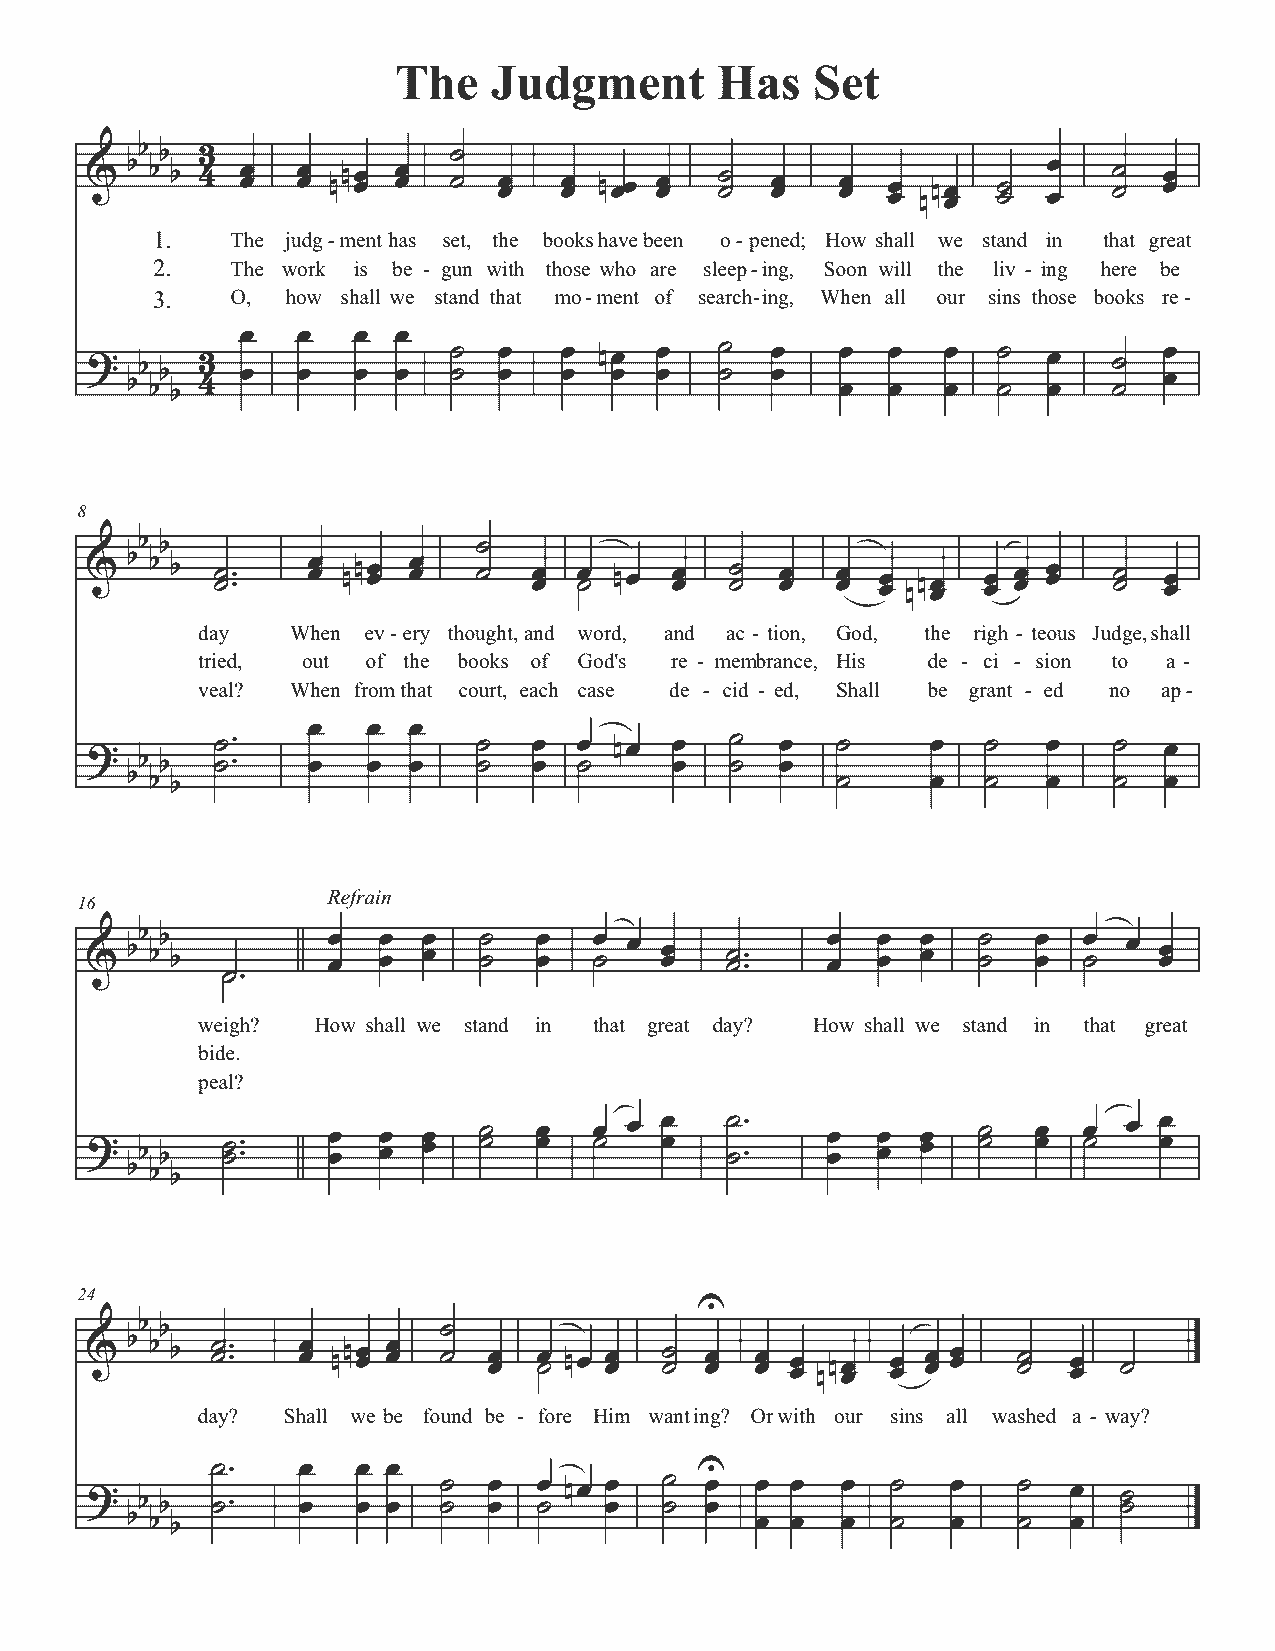 The Judgment Has Set
1. The judg - ment has set, the books have been o - pened; How shall we stand in that great
2. The work is be - gun with those who are sleep - ing, Soon will the liv - ing here be
3. O, how shall we stand that mo - ment of search - ing, When all our sins those books re -
8
day When ev - ery thought, and word, and ac - tion, God, the righ - teous Judge, shall
tried, out of the books of God's re - membrance, His de - ci - sion to a -
veal? When from that court, each case de - cid - ed, Shall be grant - ed no ap -
16 Refrain
weigh? How shall we stand in that great day? How shall we stand in that great
bide.
peal?
24
day? Shall we be found be - fore Him wanting? Or with our sins all washed a - way?